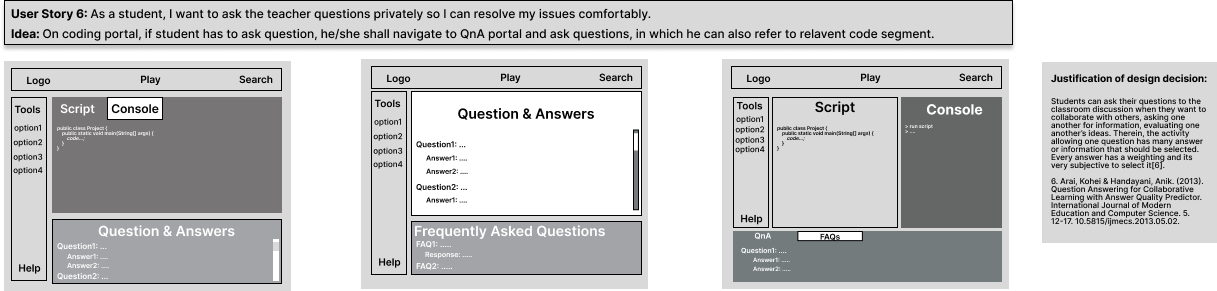 User Story 6: As a student, I want to ask the teacher questions privately so I can resolve my issues comfortably.
Idea: On coding portal, if student has to ask question, he/she shall navigate to QnA portal and ask questions, in which he can also refer to relavent code segment.
Logo Play Search
Tools
option1
option2
option3
option4
Help
Script Console
public class Project {
public static void main(String[] args) {
code...;
}
}
Question & Answers
Question1: ...
Answer1: ....
Answer2: ....
Question2: ...
Logo Play Search
Tools
option1
option2
option3
option4
Help
Question & Answers
Question1: ...
Answer1: ....
Answer2: ....
Question2: ...
Answer1: ....
Frequently Asked Questions
FAQ1: .....
Response: .....
FAQ2: .....
Logo Play Search
Tools
option1
option2
option3
option4
Help
Script
public class Project {
public static void main(String[] args) {
code...;
}
}
Console
> run script
> ....
QnA FAQs
Question1: ....
Answer1: .....
Answer2: .....
Justification of design decision:
Students can ask their questions to the
classroom discussion when they want to
collaborate with others, asking one
another for information, evaluating one
another's ideas. Therein, the activity
allowing one question has many answer
or information that should be selected.
Every answer has a weighting and its
very subjective to select it[6].
6. Arai, Kohei & Handayani, Anik. (2013).
Question Answering for Collaborative
Learning with Answer Quality Predictor.
International Journal of Modern
Education and Computer Science. 5.
12-17. 10.5815/ijmecs.2013.05.02.